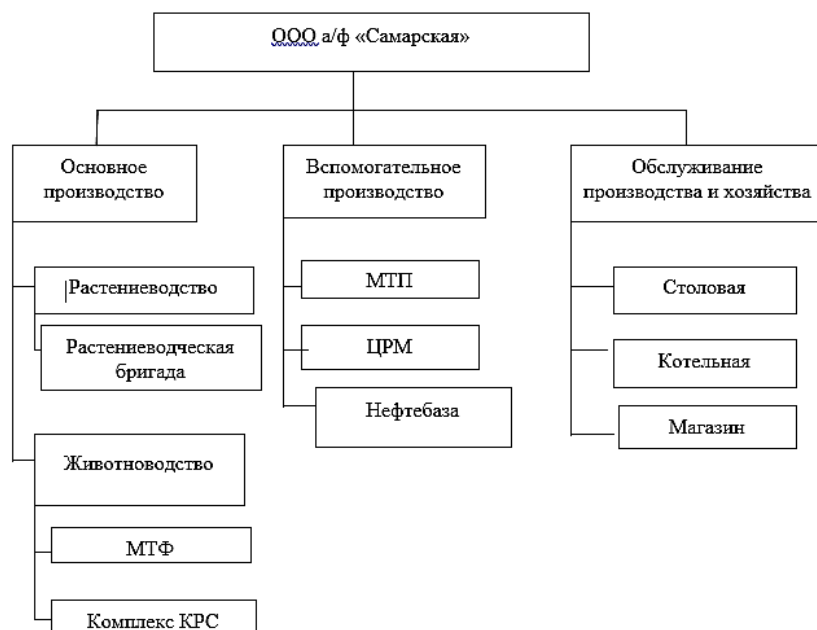 ООО а/ф «Самарская»
Основное
производство
Вспомогательное
производство
Обслуживание
производства и хозяйства
Растениеводство
Растениеводческая
бригада
Животноводство
МТФ
Комплекс КРС
МТП
ЦРМ
Нефтебаза
Столовая
Котельная
Магазин